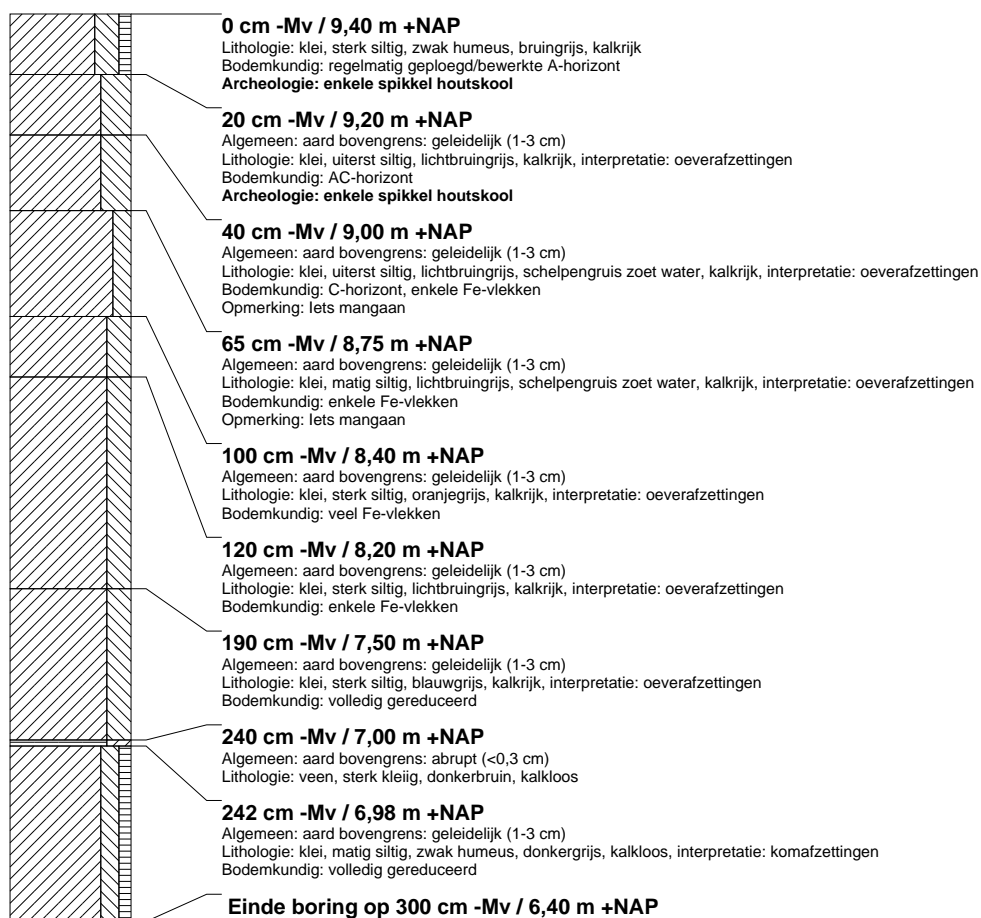 0 cm -Mv / 9,40 m +NAP
Lithologie: klei, sterk siltig, zwak humeus, bruingrijs, kalkrijk
Bodemkundig: regelmatig geploegd/bewerkte A-horizont
Archeologie: enkele spikkel houtskool
20 cm -Mv / 9,20 m +NAP
Algemeen: aard bovengrens: geleidelijk (1-3 cm)
Lithologie: klei, uiterst siltig, lichtbruingrijs, kalkrijk, interpretatie: oeverafzettingen
Bodemkundig: AC-horizont
Archeologie: enkele spikkel houtskool
40 cm -Mv / 9,00 m +NAP
Algemeen: aard bovengrens: geleidelijk (1-3 cm)
Lithologie: klei, uiterst siltig, lichtbruingrijs, schelpengruis zoet water, kalkrijk, interpretatie: oeverafzettingen
Bodemkundig: C-horizont, enkele Fe-vlekken
Opmerking: Iets mangaan
65 cm -Mv / 8,75 m +NAP
Algemeen: aard bovengrens: geleidelijk (1-3 cm)
Lithologie: klei, matig siltig, lichtbruingrijs, schelpengruis zoet water, kalkrijk, interpretatie: oeverafzettingen
Bodemkundig: enkele Fe-vlekken
Opmerking: Iets mangaan
100 cm -Mv / 8,40 m +NAP
Algemeen: aard bovengrens: geleidelijk (1-3 cm)
Lithologie: klei, sterk siltig, oranjegrijs, kalkrijk, interpretatie: oeverafzettingen
Bodemkundig: veel Fe-vlekken
120 cm -Mv / 8,20 m +NAP
Algemeen: aard bovengrens: geleidelijk (1-3 cm)
Lithologie: klei, sterk siltig, lichtbruingrijs, kalkrijk, interpretatie: oeverafzettingen
Bodemkundig: enkele Fe-vlekken
190 cm -Mv / 7,50 m +NAP
Algemeen: aard bovengrens: geleidelijk (1-3 cm)
Lithologie: klei, sterk siltig, blauwgrijs, kalkrijk, interpretatie: oeverafzettingen
Bodemkundig: volledig gereduceerd
240 cm -Mv / 7,00 m +NAP
Algemeen: aard bovengrens: abrupt (<0,3 cm)
Lithologie: veen, sterk kleiig, donkerbruin, kalkloos
242 cm -Mv / 6,98 m +NAP
Algemeen: aard bovengrens: geleidelijk (1-3 cm)
Lithologie: klei, matig siltig, zwak humeus, donkergrijs, kalkloos, interpretatie: komafzettingen
Bodemkundig: volledig gereduceerd
Einde boring op 300 cm -Mv / 6,40 m +NAP